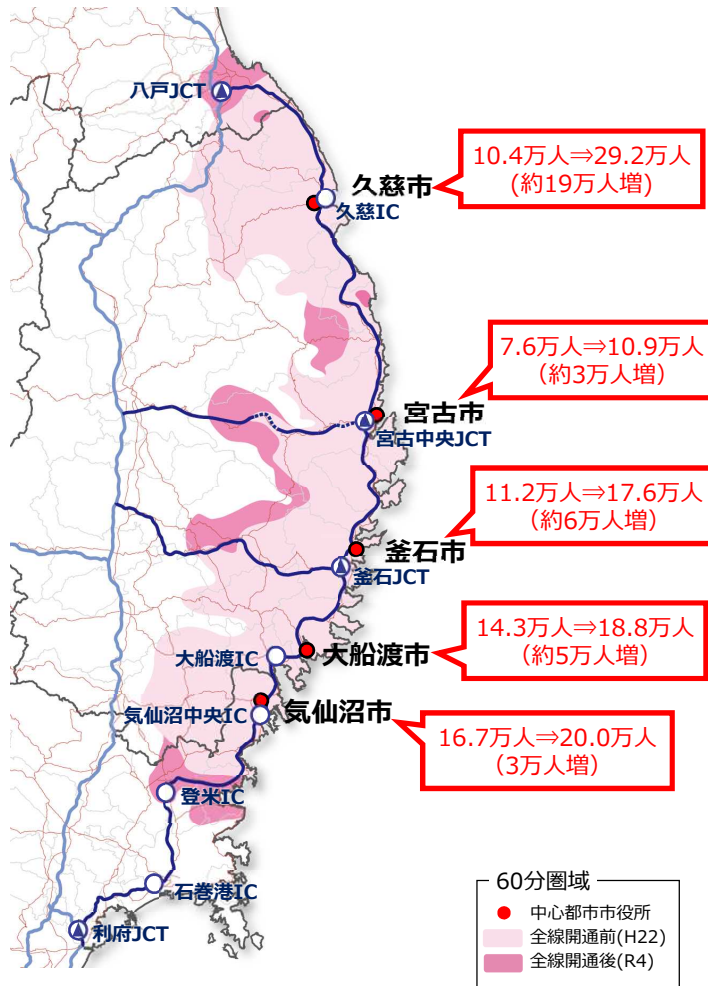 八戸JCT
久慈市
久慈IC
10.4万人⇒29.2万人
(約19万人増)
7.6万人⇒10.9万人
（約3万人増）
宮古市
宮古中央JCT
11.2万人⇒17.6万人
（約6万人増）
釜石市
釜石JCT
14.3万人⇒18.8万人
（約5万人増）
大船渡IC
大船渡市
気仙沼中央IC
気仙沼市
16.7万人⇒20.0万人
（3万人増）
登米IC
石巻港IC
利府JCT
60分圏域
中心都市市役所
全線開通前(H22)
全線開通後(R4)